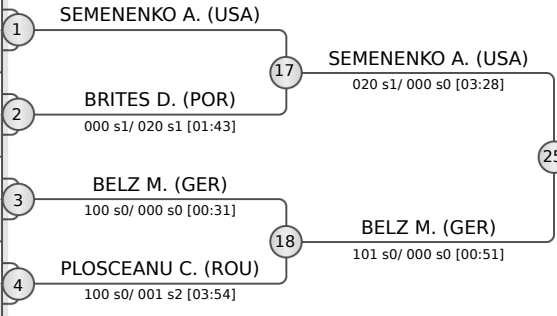 SEMENENKO A. (USA)
1
17
SEMENENKO A. (USA)
020 s1/ 000 s0 [03:28]
BRITES D. (POR)
2
000 s1/ 020 s1 [01:43]
25
BELZ M. (GER)
3
100 s0/ 000 s0 [00:31]
18
BELZ M. (GER)
101 s0/ 000 s0 [00:51]
PLOSCEANU C. (ROU)
4
100 s0/ 001 s2 [03:54]